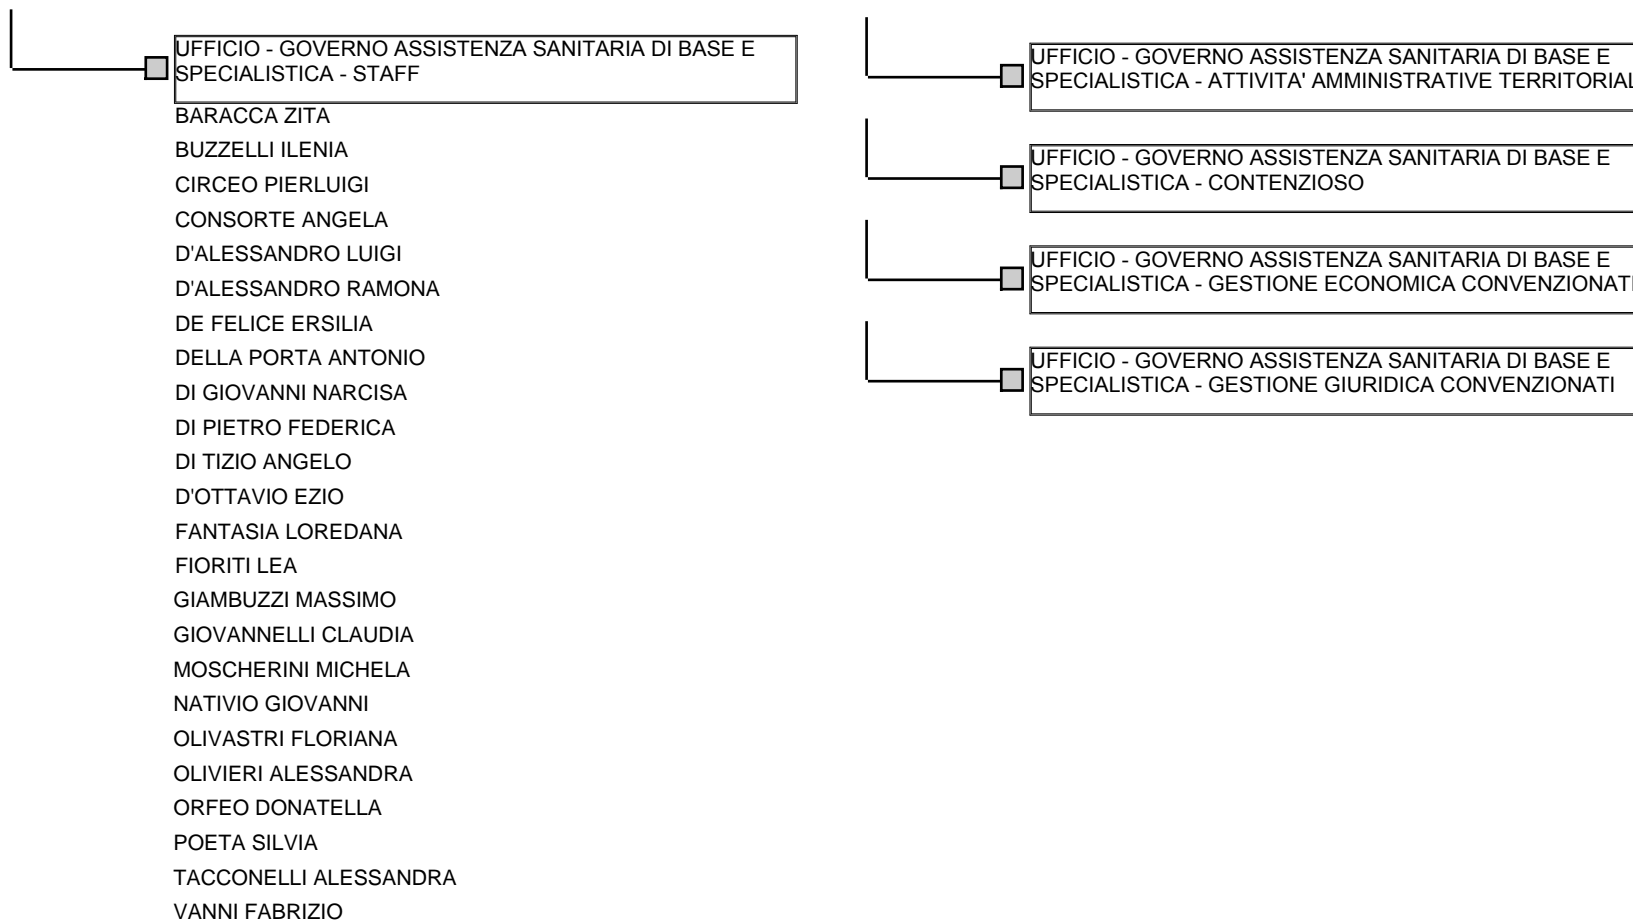 UFFICIO - GOVERNO ASSISTENZA SANITARIA DI BASE E
SPECIALISTICA - STAFF
BARACCA ZITA
BUZZELLI ILENIA
CIRCEO PIERLUIGI
CONSORTE ANGELA
D'ALESSANDRO LUIGI
D'ALESSANDRO RAMONA
DE FELICE ERSILIA
DELLA PORTA ANTONIO
DI GIOVANNI NARCISA
DI PIETRO FEDERICA
DI TIZIO ANGELO
D'OTTAVIO EZIO
FANTASIA LOREDANA
FIORITI LEA
GIAMBUZZI MASSIMO
GIOVANNELLI CLAUDIA
MOSCHERINI MICHELA
NATIVIO GIOVANNI
OLIVASTRI FLORIANA
OLIVIERI ALESSANDRA
ORFEO DONATELLA
POETA SILVIA
TACCONELLI ALESSANDRA
VANNI FABRIZIO
UFFICIO - GOVERNO ASSISTENZA SANITARIA DI BASE E
SPECIALISTICA - ATTIVITA' AMMINISTRATIVE TERRITORIAL
UFFICIO - GOVERNO ASSISTENZA SANITARIA DI BASE E
SPECIALISTICA - CONTENZIOSO
UFFICIO - GOVERNO ASSISTENZA SANITARIA DI BASE E
SPECIALISTICA - GESTIONE ECONOMICA CONVENZIONATI
UFFICIO - GOVERNO ASSISTENZA SANITARIA DI BASE E
SPECIALISTICA - GESTIONE GIURIDICA CONVENZIONATI